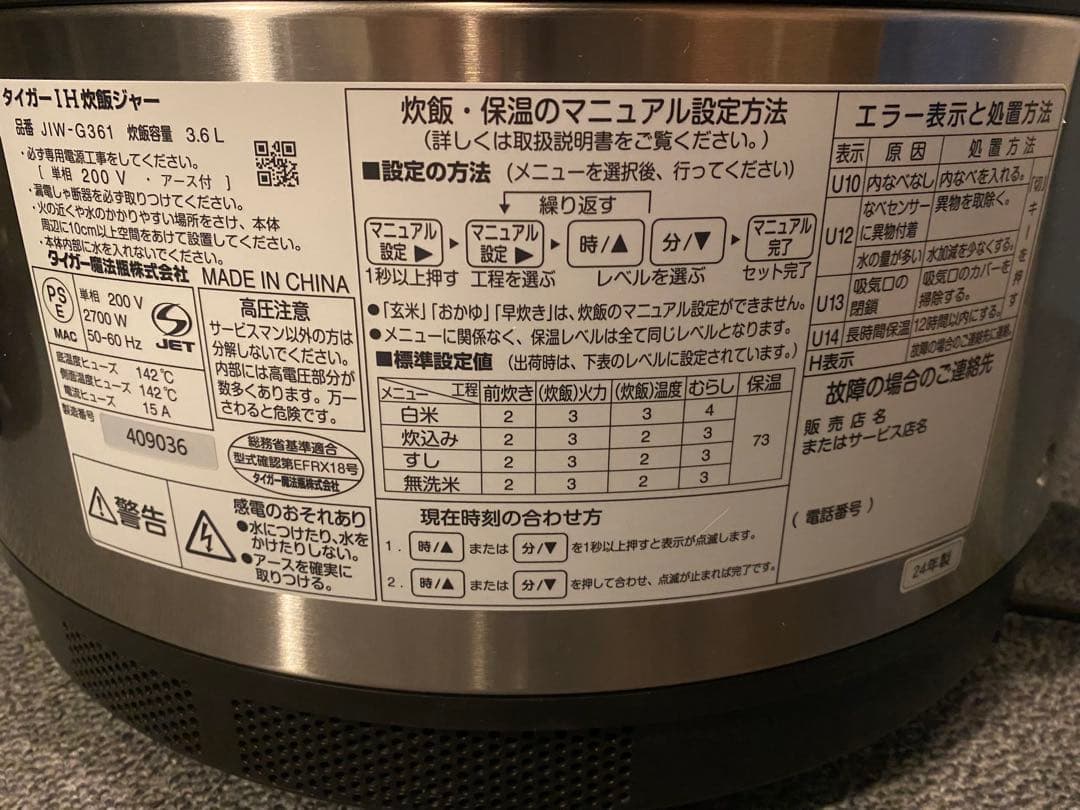 タイガーIH炊飯ジャー
品番 JIW-G361 炊飯容量 3.6L
・必ず専用電源工事をしてください。
[ 単相 200V ・アース付 ]
・漏電しゃ断器を必ず取りつけてください。
・火の近くや水のかかりやすい場所をさけ、本体
周辺に10cm以上空間をあけて設置してください。
・本体内部に水を入れないでください。
タイガー魔法瓶株式会社 MADE IN CHINA
PS
E
MAC
単相 200 V
2700 W
50-60 Hz
JET
温度ヒューズ 142℃
側面温度ヒューズ 142℃
電流ヒューズ 15A
製造番号
409036
高圧注意
サービスマン以外の方は
分解しないでください。
内部には高電圧部分が
数多くあります。万一
さわると危険です。
総務省基準適合
型式確認第EFRX18号
タイガー魔法瓶株式会社
警告
感電のおそれあり
●水につけたり、水を
かけたりしない。
●アースを確実に
取りつける。
炊飯・保温のマニュアル設定方法
(詳しくは取扱説明書をご覧ください。)
■設定の方法 (メニューを選択後、行ってください)
繰り返す
マニュアル
設定 ▶
マニュアル
設定 ▶
時/▲
分/▼
マニュアル
完了
1秒以上押す 工程を選ぶ レベルを選ぶ セット完了
●「玄米」「おかゆ」「早炊き」は、炊飯のマニュアル設定ができません。
●メニューに関係なく、保温レベルは全て同じレベルとなります。
■標準設定値 (出荷時は、下表のレベルに設定されています。)
メニュー 工程 前炊き (炊飯)火力 (炊飯)温度 むらし 保温
白米 2 3 3 4
炊込み 2 3 2 3
73
すし 2 3 2 3
無洗米 2 3 2 3
現在時刻の合わせ方
1. 時/▲ または 分/▼ を1秒以上押すと表示が点滅します。
2. 時/▲ または 分/▼ を押して合わせ、点滅が止まれば完了です。
エラー表示と処置方法
表示 原因 処置方法
U10 内なべなし 内なべを入れる。
U12 なべセンサーに異物付着 異物を取除く。
水の量が多い 水加減を少なくする。
U13 吸気口の閉鎖 吸気口のカバーを掃除する。
U14 長時間保温 12時間以内にする。
H表示 故障の場合のご連絡先に連絡。
「切」キーを押す
故障の場合のご連絡先
販売店名
またはサービス店名
(電話番号)
24年製